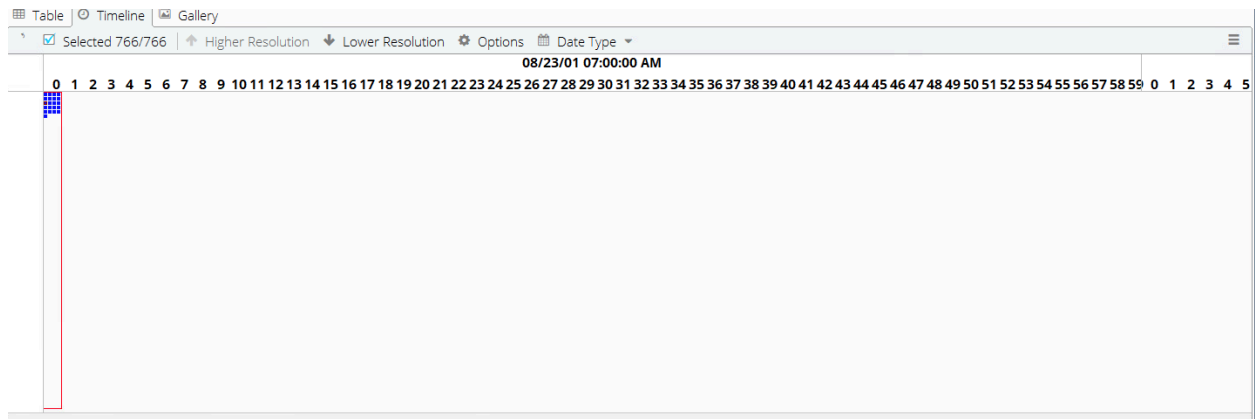 Table Timeline Gallery
Selected 766/766 Higher Resolution Lower Resolution Options Date Type
08/23/01 07:00:00 AM
0 1 2 3 4 5 6 7 8 9 10 11 12 13 14 15 16 17 18 19 20 21 22 23 24 25 26 27 28 29 30 31 32 33 34 35 36 37 38 39 40 41 42 43 44 45 46 47 48 49 50 51 52 53 54 55 56 57 58 59 0 1 2 3 4 5